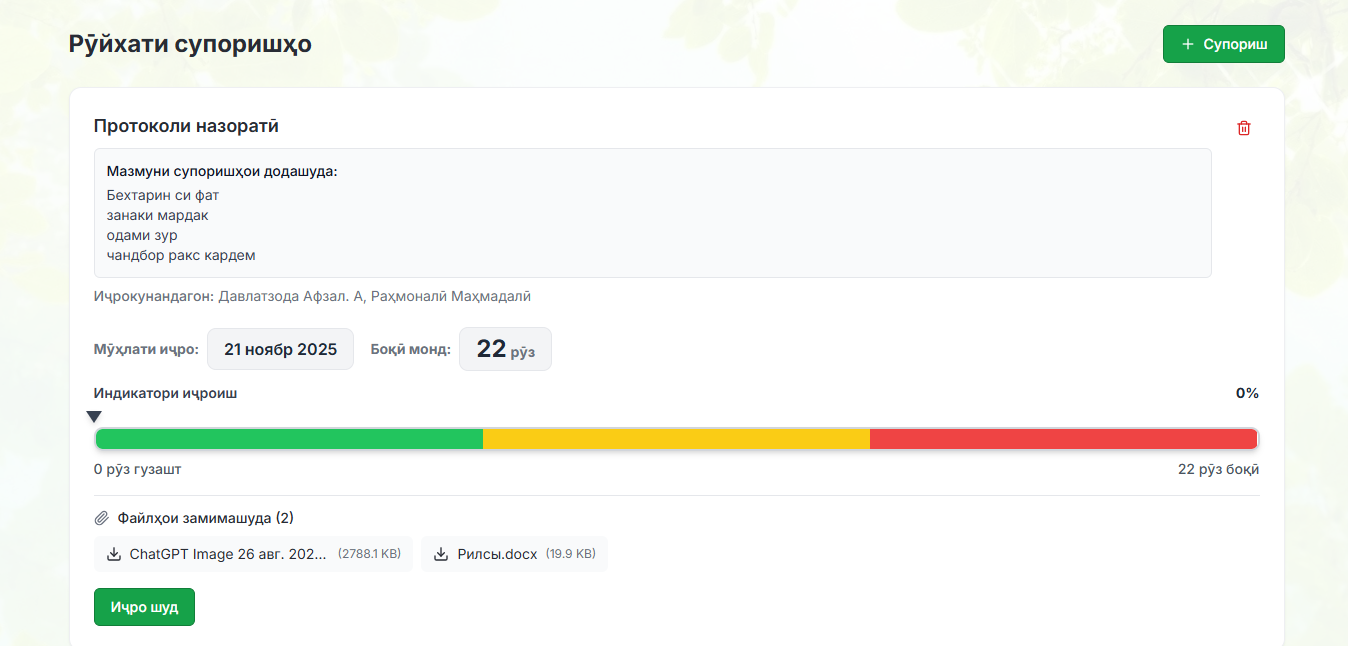 Рӯйхати супоришҳо
+ Супориш
Протоколи назоратӣ
Мазмуни супоришҳои додашуда:
Бехтарин си фат
занаки мардак
одами зур
чандбор ракс кардем
Иҷрокунандагон: Давлатзода Афзал. А, Раҳмоналӣ Маҳмадалӣ
Мӯҳлати иҷро: 21 ноябр 2025 Боқӣ монд: 22 рӯз
Индикатори иҷроиш 0%
0 рӯз гузашт 22 рӯз боқӣ
Файлҳои замимашуда (2)
ChatGPT Image 26 авг. 202... (2788.1 KB) Рилсы.docx (19.9 KB)
Иҷро шуд